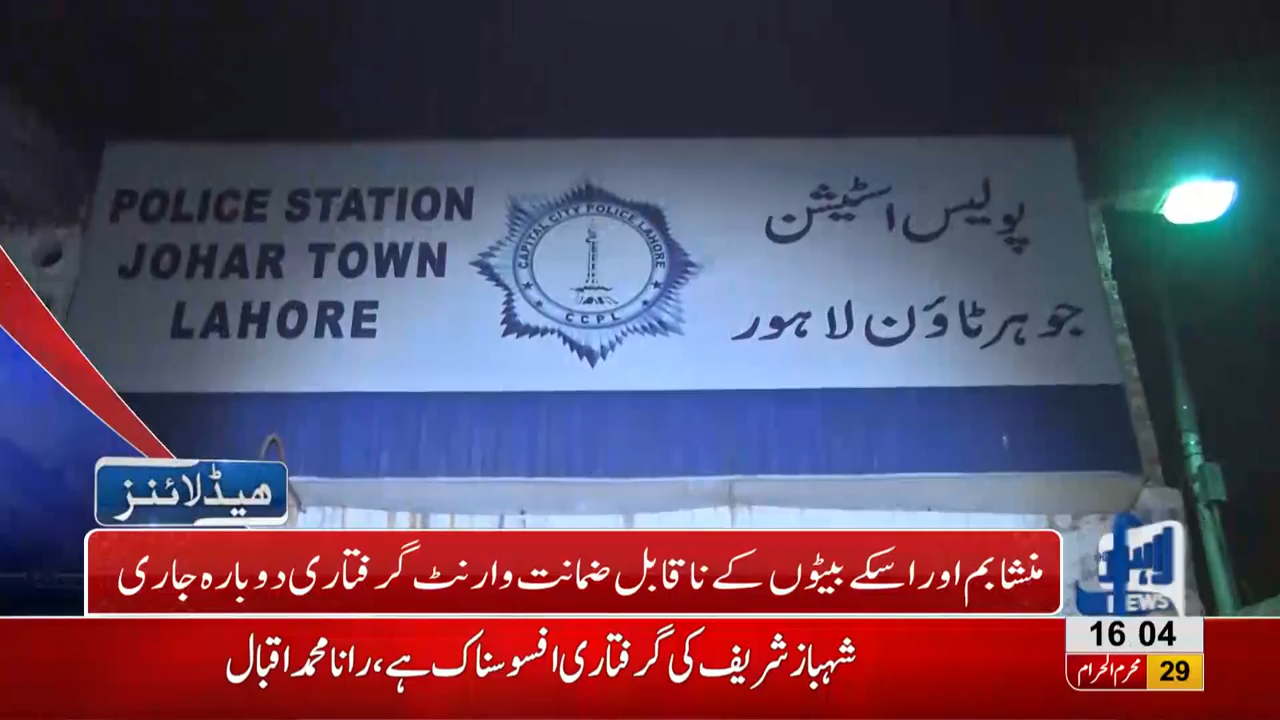 POLICE STATION
JOHAR TOWN
LAHORE
CAPITAL CITY POLICE LAHORE
CCPL
پولیس اسٹیشن
جوہر ٹاؤن لاہور
ہیڈلائنز
منشا بم اور اسکے بیٹوں کے ناقابل ضمانت وارنٹ گرفتاری دوبارہ جاری
NEWS
16 04
شہباز شریف کی گرفتاری افسوسناک ہے، رانا محمد اقبال
محرم الحرام 29